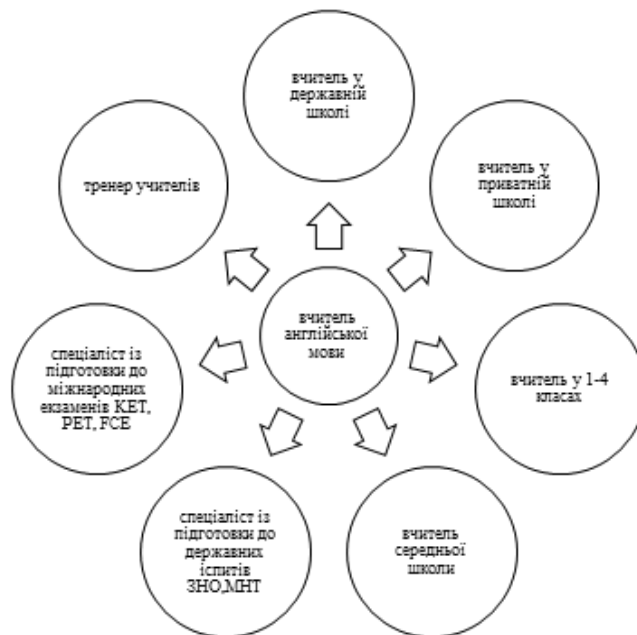 вчитель у
державній
школі
вчитель у
приватній
школі
вчитель у 1-4
класах
вчитель
середньої
школи
спеціаліст із
підготовки до
державних
іспитів
ЗНО,МНТ
спеціаліст із
підготовки до
міжнародних
екзаменів KET,
PET, FCE
тренер учителів
вчитель
англійської
мови